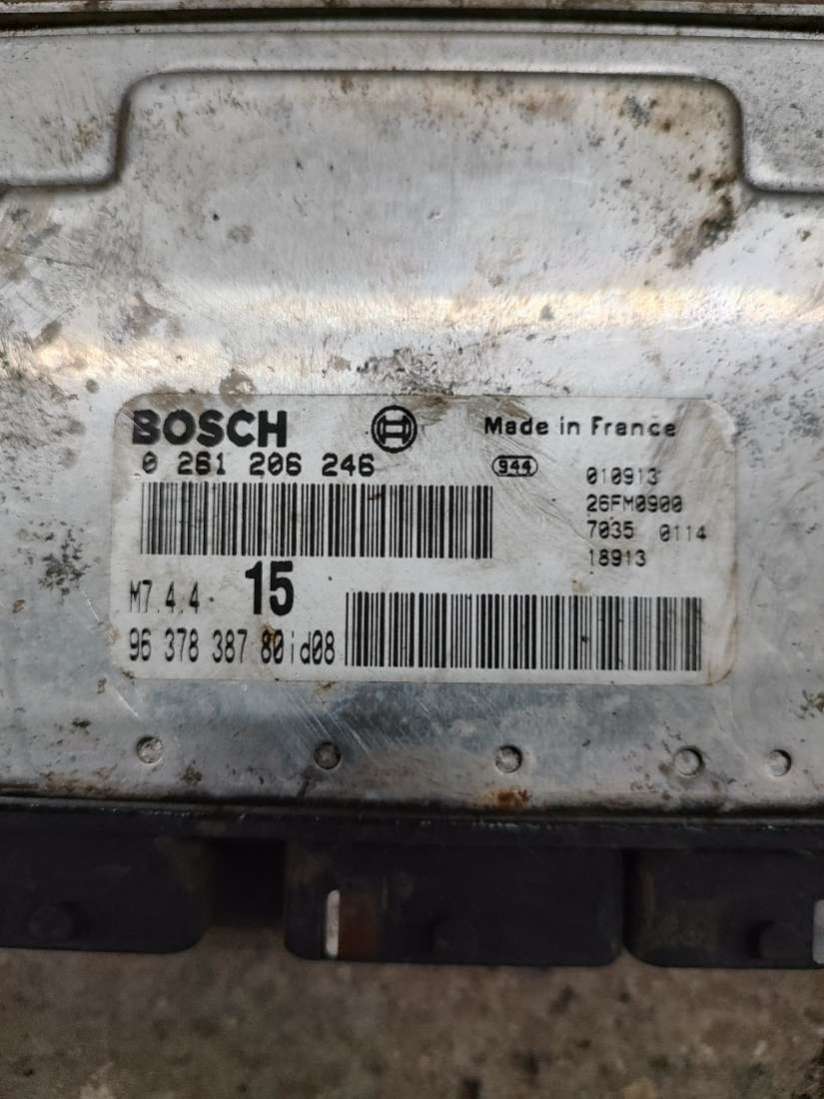 BOSCH
Made in France
0 261 206 246
944
010913
26FM0900
7035 0114
18913
M7.4.4- 15
96 378 387 80id08